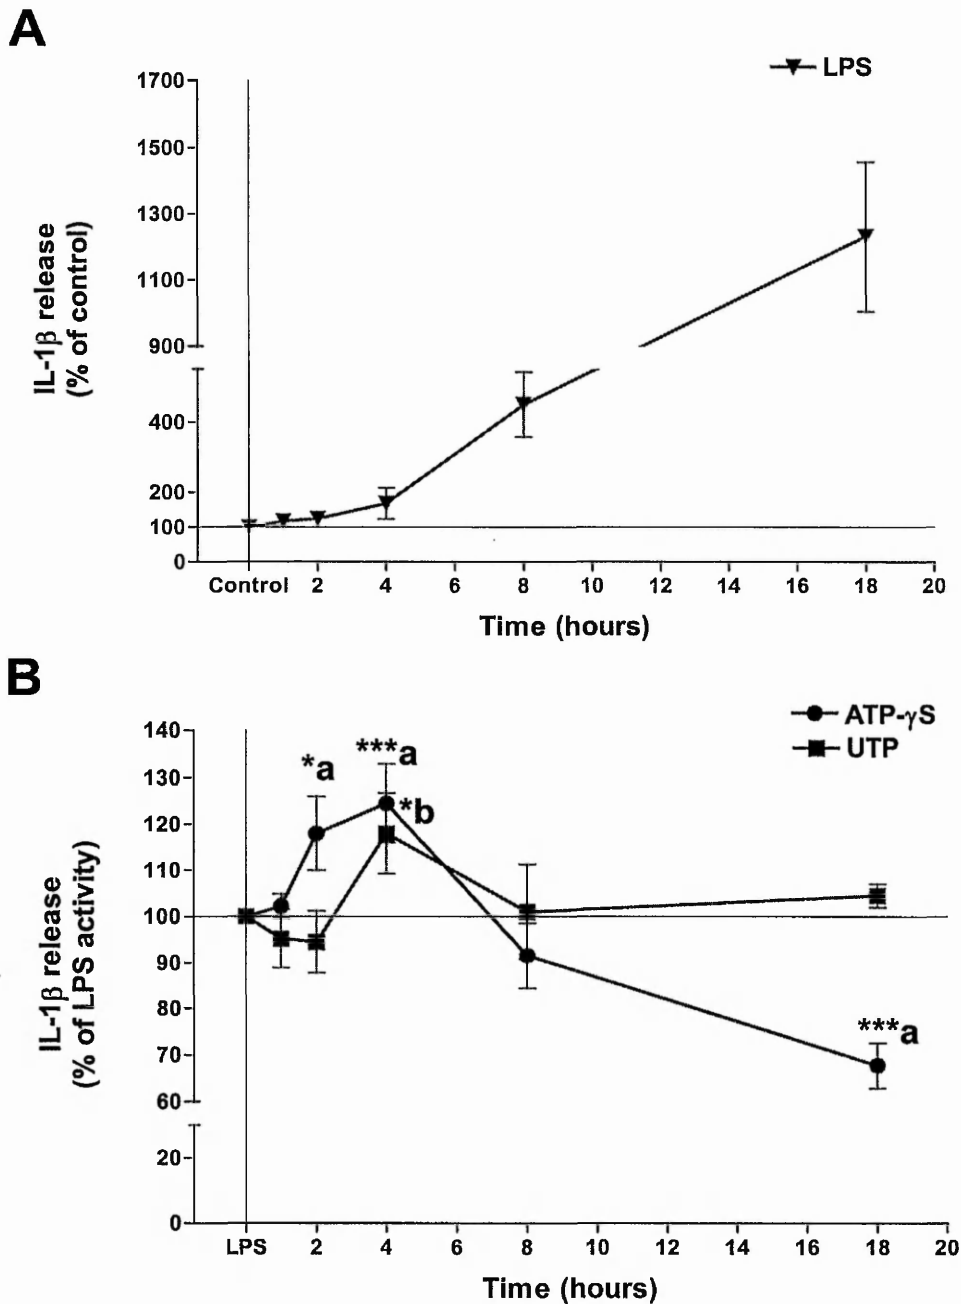 A
LPS
1700
1500
1300
1100
900
400
200
100
0
IL-1β release
(% of control)
Control 2 4 6 8 10 12 14 16 18 20
Time (hours)
B
ATP-γS
UTP
140
130
120
110
100
90
80
70
60
20
0
IL-1β release
(% of LPS activity)
*a
***a
*b
***a
LPS 2 4 6 8 10 12 14 16 18 20
Time (hours)